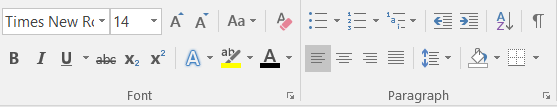 Times New Ro 14 A A Aa A A Z
B I U abc x2 x2 A ab A
Font Paragraph